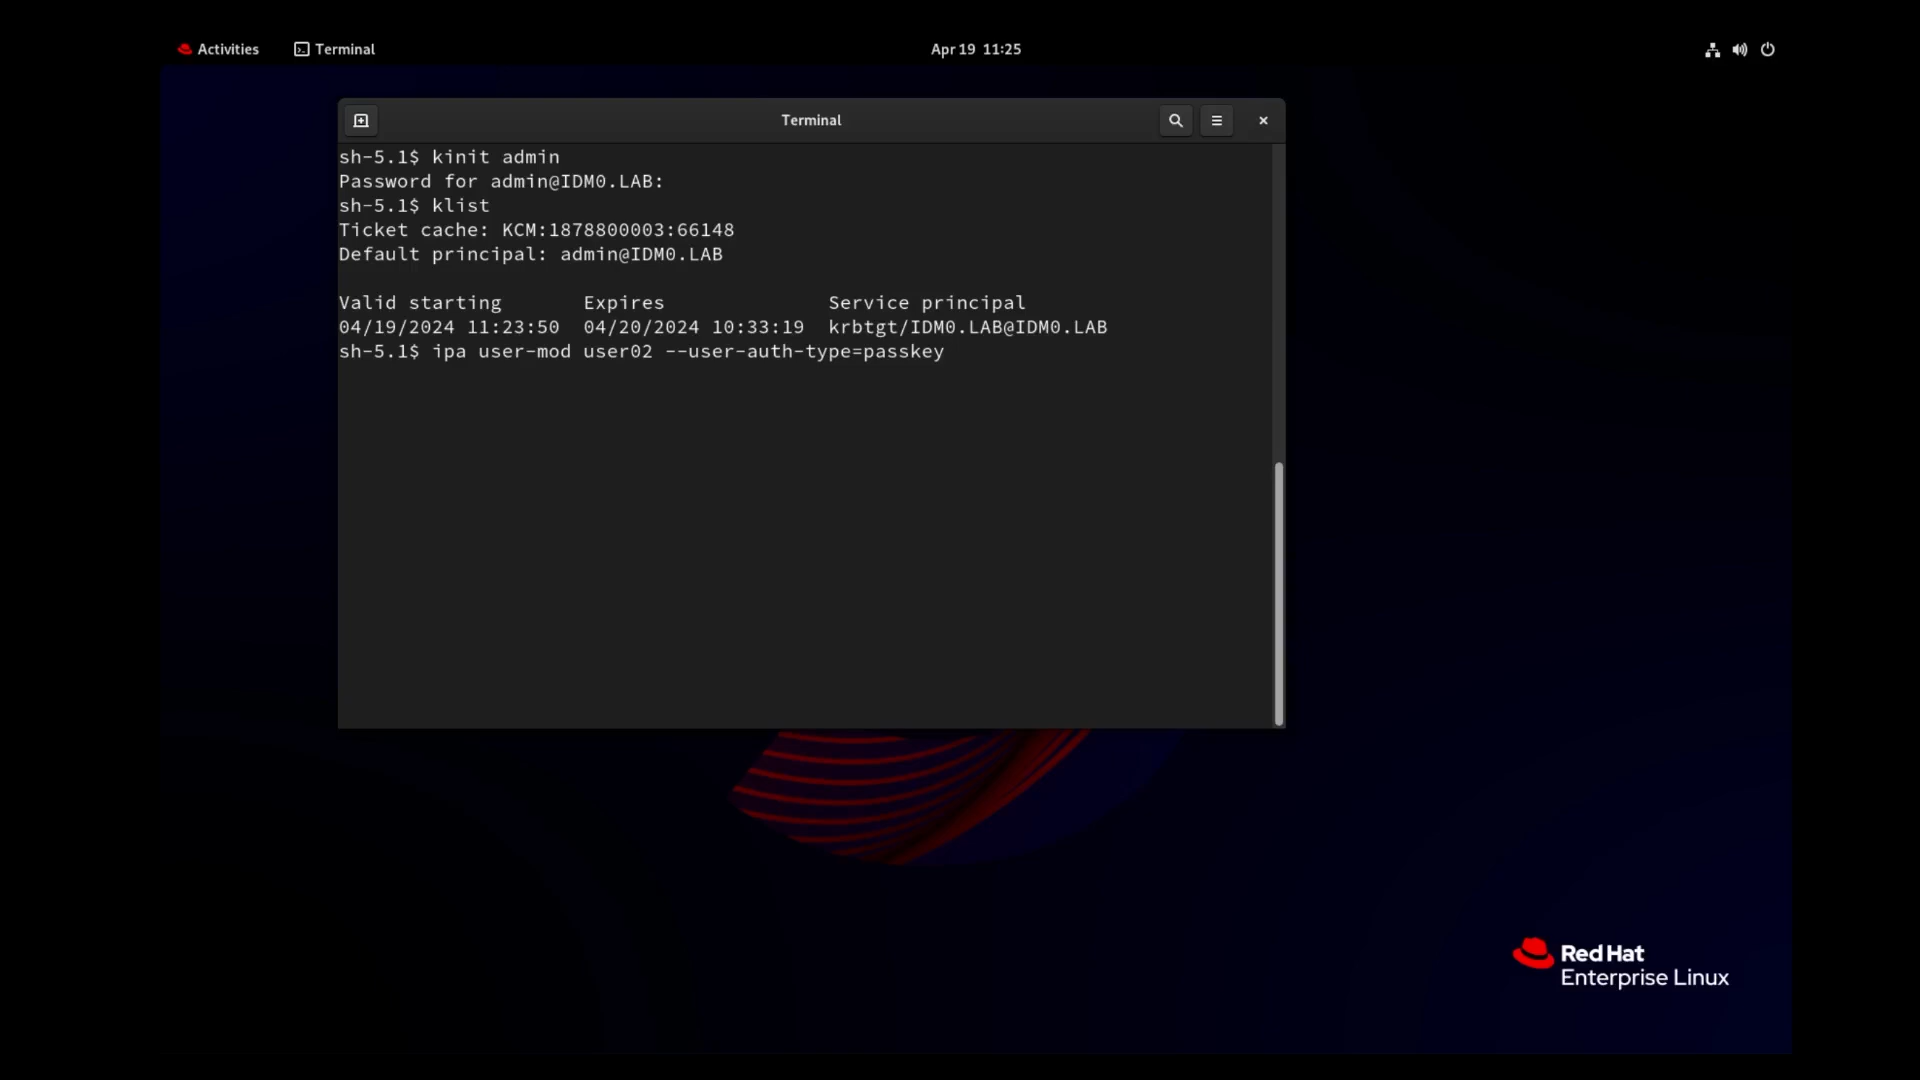 Activities
Terminal
Apr 19 11:25
Terminal
sh-5.1$ kinit admin
Password for admin@IDM0.LAB:
sh-5.1$ klist
Ticket cache: KCM:1878800003:66148
Default principal: admin@IDM0.LAB
Valid starting       Expires              Service principal
04/19/2024 11:23:50  04/20/2024 10:33:19  krbtgt/IDM0.LAB@IDM0.LAB
sh-5.1$ ipa user-mod user02 --user-auth-type=passkey
Red Hat
Enterprise Linux